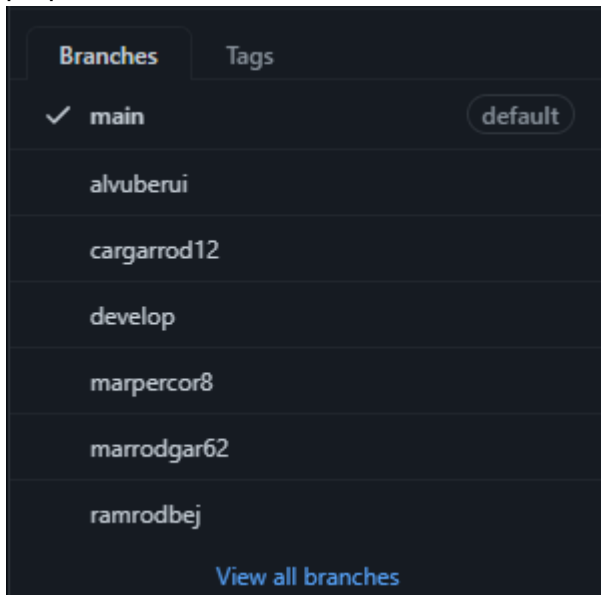 Branches Tags
main default
alvuberui
cargarrod12
develop
marpercor8
marrodgar62
ramrodbej
View all branches